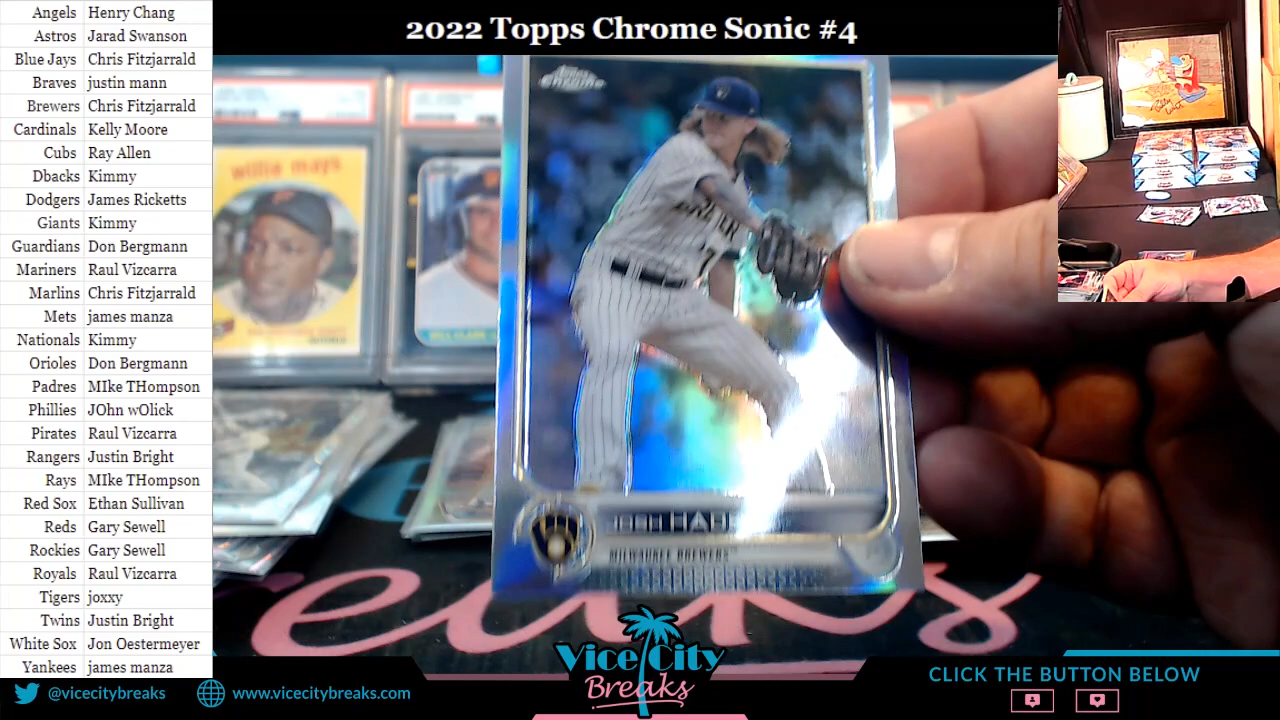 2022 Topps Chrome Sonic #4
Angels Henry Chang
Astros Jarad Swanson
Blue Jays Chris Fitzjarrald
Braves justin mann
Brewers Chris Fitzjarrald
Cardinals Kelly Moore
Cubs Ray Allen
Dbacks Kimmy
Dodgers James Ricketts
Giants Kimmy
Guardians Don Bergmann
Mariners Raul Vizcarra
Marlins Chris Fitzjarrald
Mets james manza
Nationals Kimmy
Orioles Don Bergmann
Padres MIke THompson
Phillies JOhn wOlick
Pirates Raul Vizcarra
Rangers Justin Bright
Rays MIke THompson
Red Sox Ethan Sullivan
Reds Gary Sewell
Rockies Gary Sewell
Royals Raul Vizcarra
Tigers joxxy
Twins Justin Bright
White Sox Jon Oestermeyer
Yankees james manza
willie mays
Topps
Chrome
MILWAUKEE BREWERS
Vice City
Breaks
@vicecitybreaks
www.vicecitybreaks.com
CLICK THE BUTTON BELOW